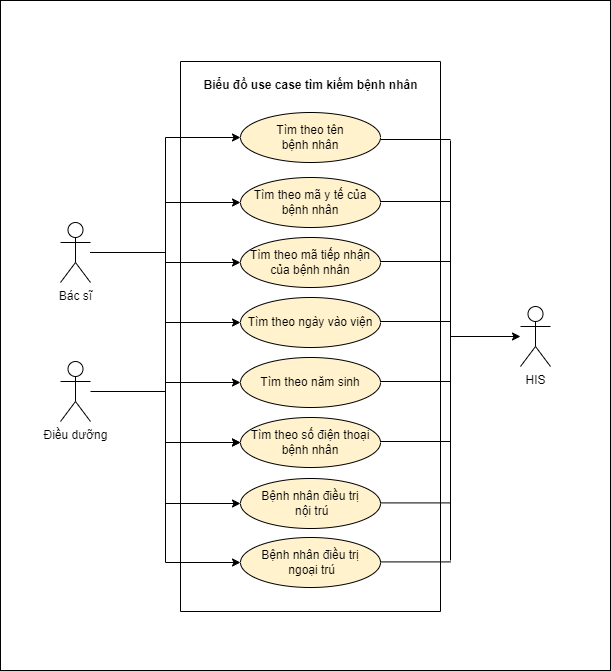 Biểu đồ use case tìm kiếm bệnh nhân
Tìm theo tên
bệnh nhân
Tìm theo mã y tế của
bệnh nhân
Tìm theo mã tiếp nhận
của bệnh nhân
Bác sĩ
Tìm theo ngày vào viện
Tìm theo năm sinh
HIS
Điều dưỡng
Tìm theo số điện thoại
bệnh nhân
Bệnh nhân điều trị
nội trú
Bệnh nhân điều trị
ngoại trú